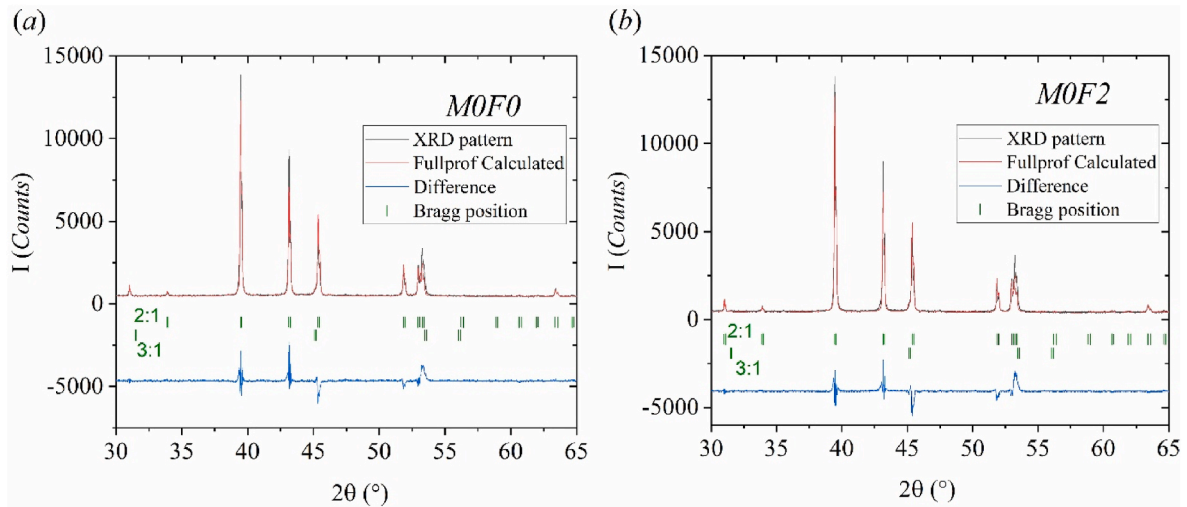 (a)
15000
10000
5000
0
-5000
I (Counts)
M0F0
XRD pattern
Fullprof Calculated
Difference
Bragg position
2:1
3:1
30 35 40 45 50 55 60 65
2θ (°)
(b)
15000
10000
5000
0
-5000
I (Counts)
M0F2
XRD pattern
Fullprof Calculated
Difference
Bragg position
2:1
3:1
30 35 40 45 50 55 60 65
2θ (°)